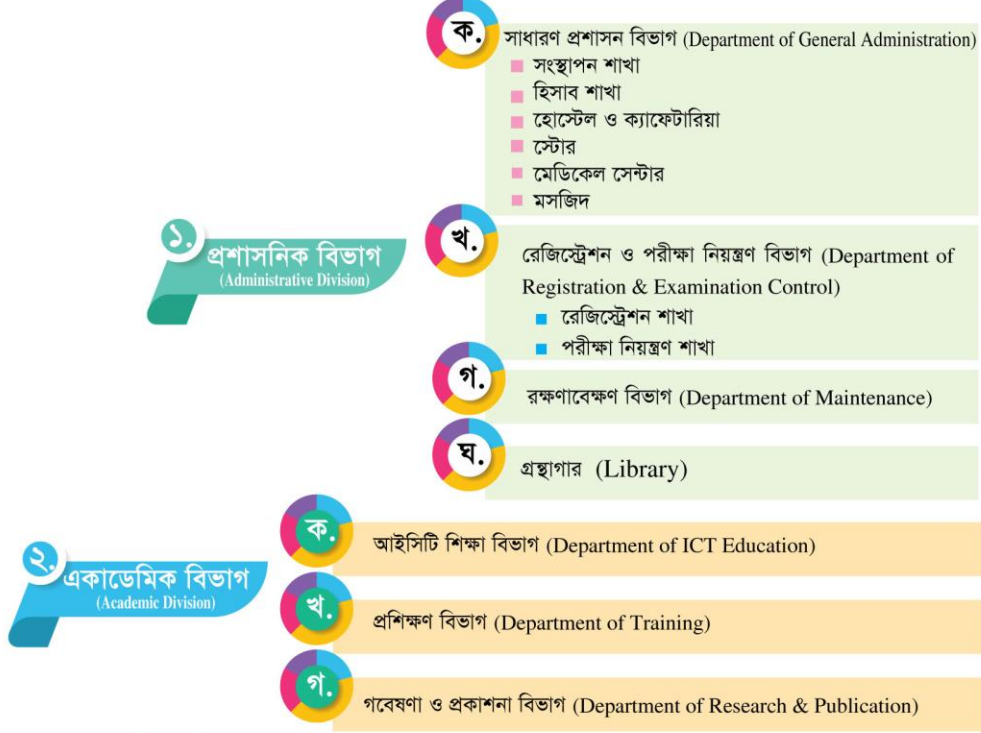 ১. প্রশাসনিক বিভাগ
(Administrative Division)
ক. সাধারণ প্রশাসন বিভাগ (Department of General Administration)
সংস্থাপন শাখা
হিসাব শাখা
হোস্টেল ও ক্যাফেটারিয়া
স্টোর
মেডিকেল সেন্টার
মসজিদ
খ. রেজিস্ট্রেশন ও পরীক্ষা নিয়ন্ত্রণ বিভাগ (Department of
Registration & Examination Control)
রেজিস্ট্রেশন শাখা
পরীক্ষা নিয়ন্ত্রণ শাখা
গ. রক্ষণাবেক্ষণ বিভাগ (Department of Maintenance)
ঘ. গ্রন্থাগার (Library)
২. একাডেমিক বিভাগ
(Academic Division)
ক. আইসিটি শিক্ষা বিভাগ (Department of ICT Education)
খ. প্রশিক্ষণ বিভাগ (Department of Training)
গ. গবেষণা ও প্রকাশনা বিভাগ (Department of Research & Publication)